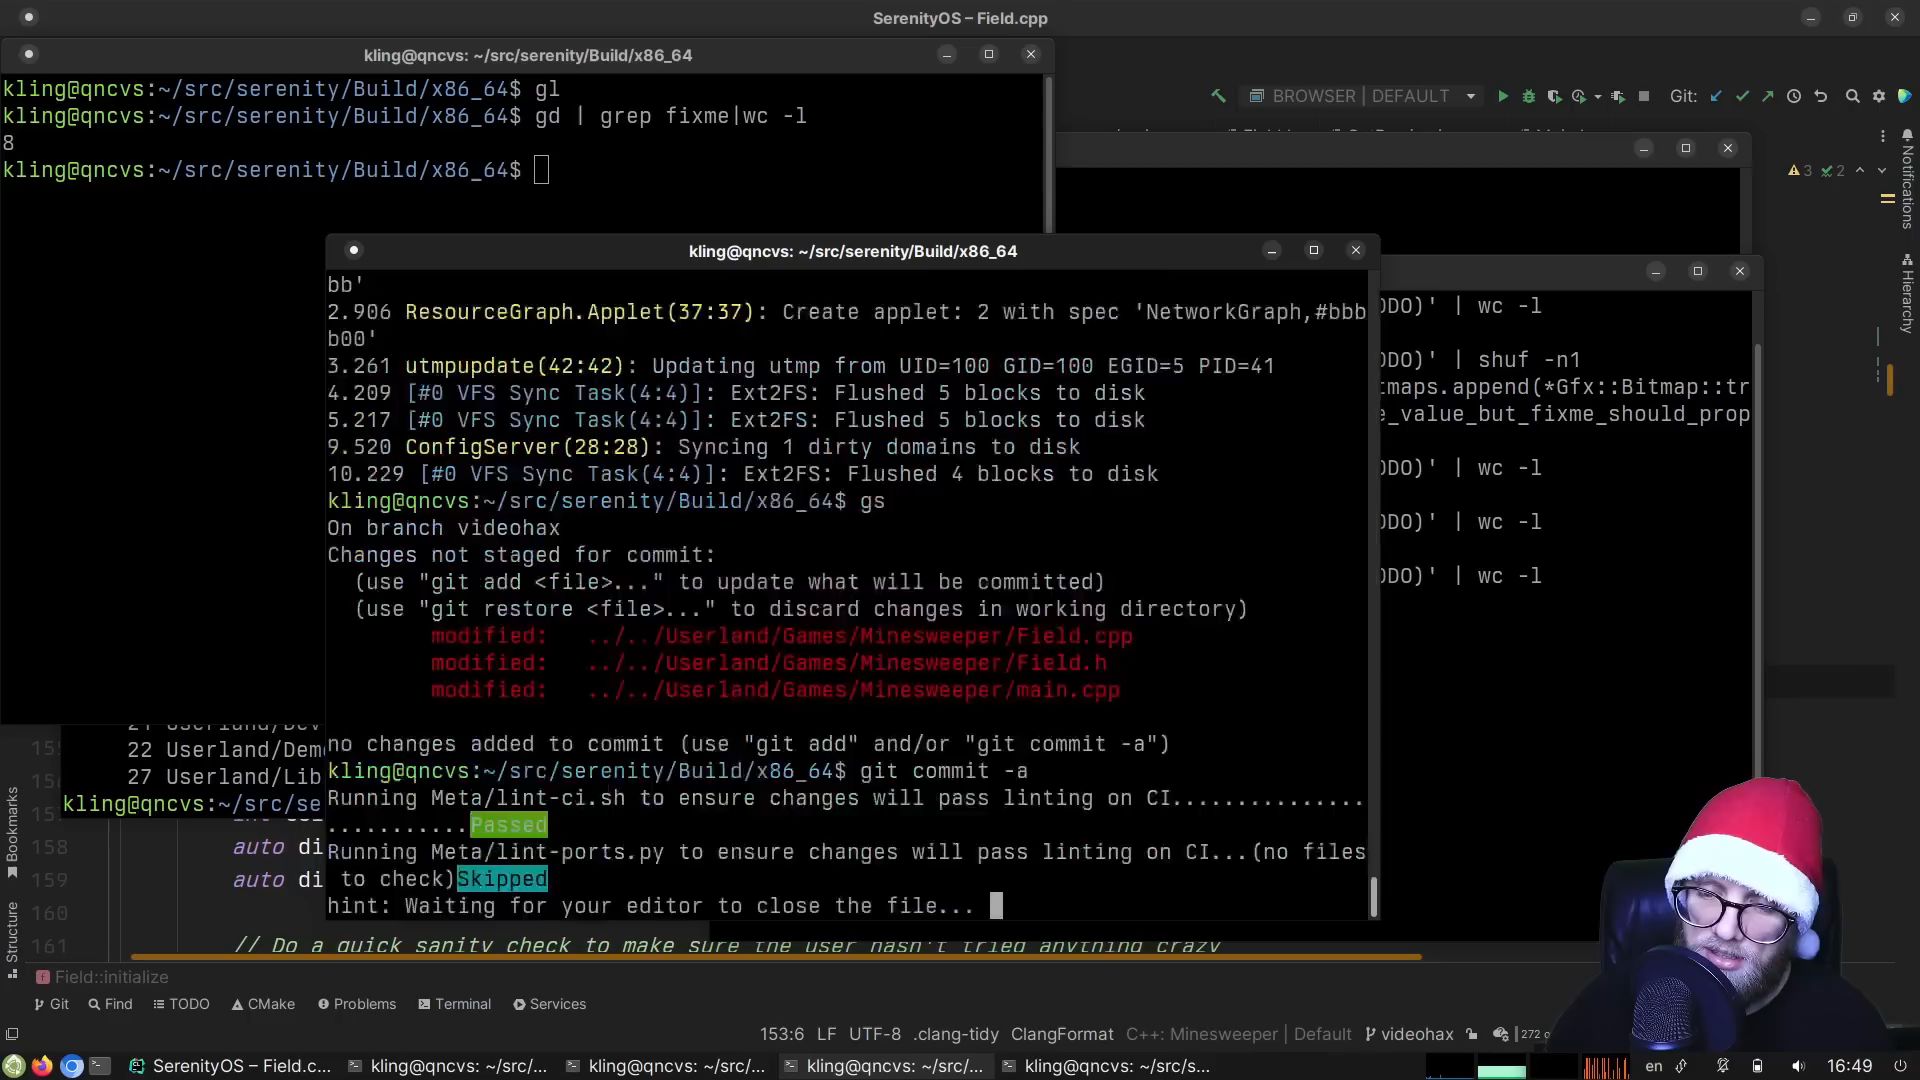 SerenityOS – Field.cpp
kling@qncvs: ~/src/serenity/Build/x86_64
kling@qncvs:~/src/serenity/Build/x86_64$ gl
kling@qncvs:~/src/serenity/Build/x86_64$ gd | grep fixme|wc -l
8
kling@qncvs:~/src/serenity/Build/x86_64$
BROWSER | DEFAULT
Git:
3 2
Notifications
Hierarchy
kling@qncvs: ~/src/serenity/Build/x86_64
bb'
2.906 ResourceGraph.Applet(37:37): Create applet: 2 with spec 'NetworkGraph,#bbb
b00'
3.261 utmpupdate(42:42): Updating utmp from UID=100 GID=100 EGID=5 PID=41
4.209 [#0 VFS Sync Task(4:4)]: Ext2FS: Flushed 5 blocks to disk
5.217 [#0 VFS Sync Task(4:4)]: Ext2FS: Flushed 5 blocks to disk
9.520 ConfigServer(28:28): Syncing 1 dirty domains to disk
10.229 [#0 VFS Sync Task(4:4)]: Ext2FS: Flushed 4 blocks to disk
kling@qncvs:~/src/serenity/Build/x86_64$ gs
On branch videohax
Changes not staged for commit:
(use "git add <file>..." to update what will be committed)
(use "git restore <file>..." to discard changes in working directory)
modified: ../../Userland/Games/Minesweeper/Field.cpp
modified: ../../Userland/Games/Minesweeper/Field.h
modified: ../../Userland/Games/Minesweeper/main.cpp
no changes added to commit (use "git add" and/or "git commit -a")
kling@qncvs:~/src/serenity/Build/x86_64$ git commit -a
Running Meta/lint-ci.sh to ensure changes will pass linting on CI...............
...........Passed
Running Meta/lint-ports.py to ensure changes will pass linting on CI...(no files
to check)Skipped
hint: Waiting for your editor to close the file...
DO)' | wc -l
DO)' | shuf -n1
tmaps.append(*Gfx::Bitmap::tr
e_value_but_fixme_should_prop
DO)' | wc -l
DO)' | wc -l
DO)' | wc -l
22 Userland/Dem
27 Userland/Lib
kling@qncvs:~/src/se
158 auto di
159 auto di
160
161 // Do a quick sanity check to make sure the user hasn't tried anything crazy
Bookmarks
Structure
Field::initialize
Git Find TODO CMake Problems Terminal Services
153:6 LF UTF-8 .clang-tidy ClangFormat C++: Minesweeper | Default videohax 272 o
SerenityOS – Field.c... kling@qncvs: ~/src/... kling@qncvs: ~/src/... kling@qncvs: ~/src/... kling@qncvs: ~/src/s...
en 16:49